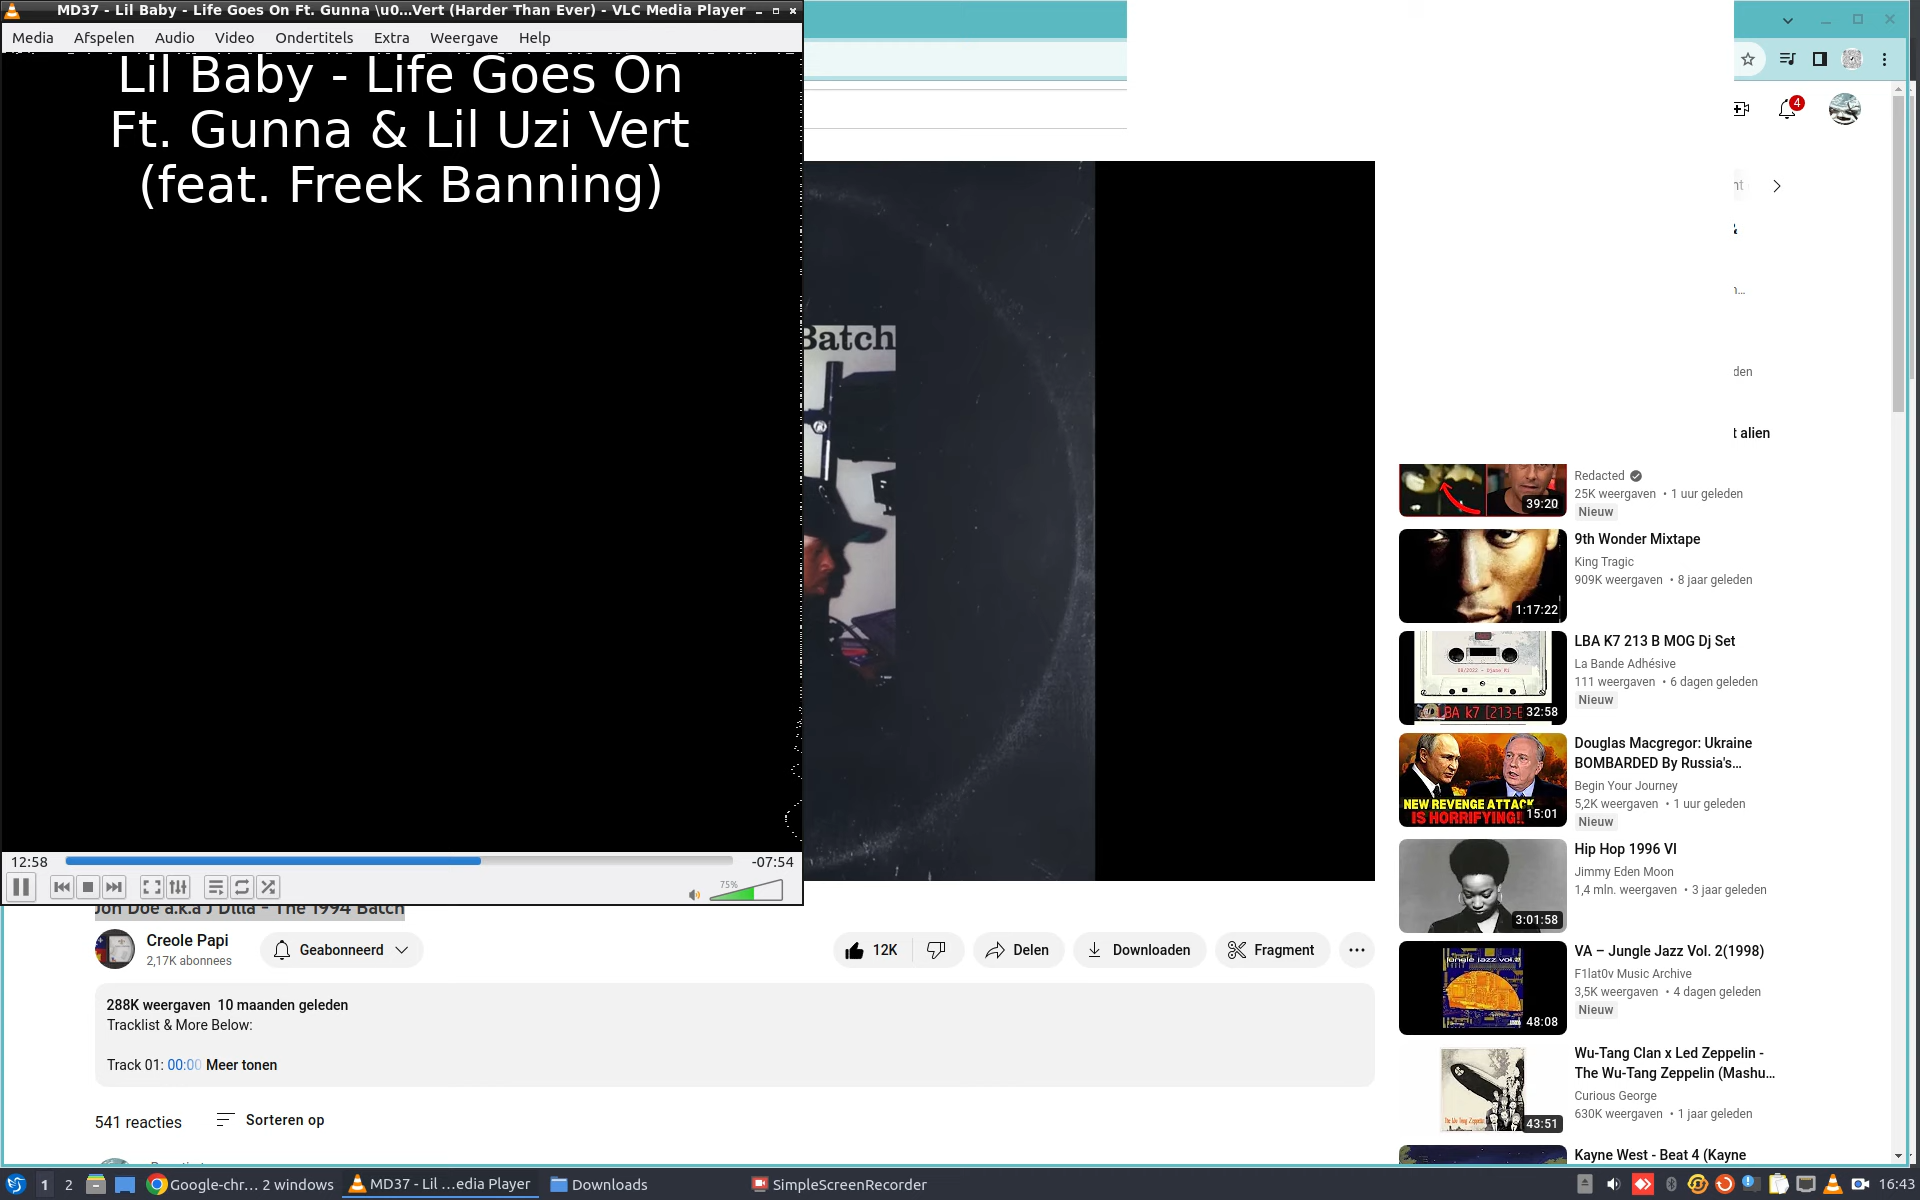 MD37 - Lil Baby - Life Goes On Ft. Gunna \u0...Vert (Harder Than Ever) - VLC Media Player
Media Afspelen Audio Video Ondertitels Extra Weergave Help
Lil Baby - Life Goes On
Ft. Gunna & Lil Uzi Vert
(feat. Freek Banning)
12:58 -07:54
75%
4
Batch
den
t alien
Redacted
25K weergaven • 1 uur geleden
Nieuw
39:20
9th Wonder Mixtape
King Tragic
909K weergaven • 8 jaar geleden
1:17:22
LBA K7 213 B MOG Dj Set
La Bande Adhésive
111 weergaven • 6 dagen geleden
Nieuw
32:58
Douglas Macgregor: Ukraine
BOMBARDED By Russia's...
Begin Your Journey
5,2K weergaven • 1 uur geleden
Nieuw
NEW REVENGE ATTACK
IS HORRIFYING!!
15:01
Hip Hop 1996 VI
Jimmy Eden Moon
1,4 mln. weergaven • 3 jaar geleden
3:01:58
VA – Jungle Jazz Vol. 2(1998)
F1lat0v Music Archive
3,5K weergaven • 4 dagen geleden
Nieuw
48:08
Wu-Tang Clan x Led Zeppelin -
The Wu-Tang Zeppelin (Mashu...
Curious George
630K weergaven • 1 jaar geleden
43:51
Kayne West - Beat 4 (Kayne
Jon Doe a.k.a J Dilla - The 1994 Batch
Creole Papi
2,17K abonnees
Geabonneerd
12K
Delen
Downloaden
Fragment
288K weergaven 10 maanden geleden
Tracklist & More Below:
Track 01: 00:00 Meer tonen
541 reacties
Sorteren op
1 2 Google-chr... 2 windows MD37 - Lil ...edia Player Downloads SimpleScreenRecorder 16:43